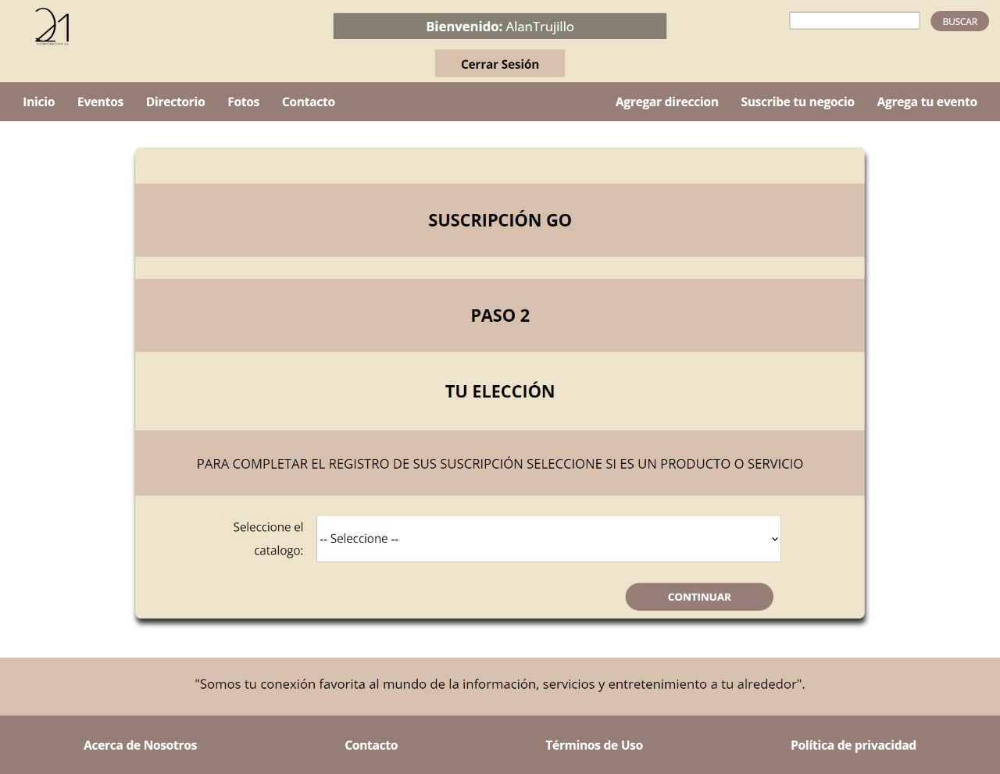 21
CORPORATIVO 21
Bienvenido: AlanTrujillo
BUSCAR
Cerrar Sesión
Inicio Eventos Directorio Fotos Contacto Agregar direccion Suscribe tu negocio Agrega tu evento
SUSCRIPCIÓN GO
PASO 2
TU ELECCIÓN
PARA COMPLETAR EL REGISTRO DE SUS SUSCRIPCIÓN SELECCIONE SI ES UN PRODUCTO O SERVICIO
Seleccione el
catalogo:
-- Seleccione --
CONTINUAR
"Somos tu conexión favorita al mundo de la información, servicios y entretenimiento a tu alrededor".
Acerca de Nosotros Contacto Términos de Uso Política de privacidad